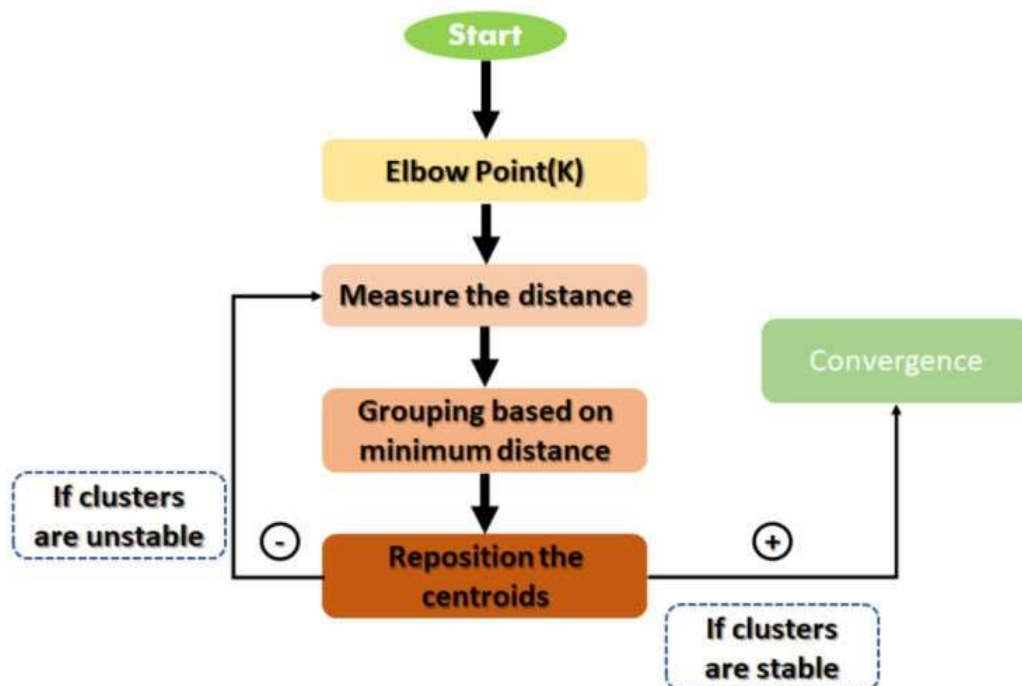 Start
Elbow Point(K)
Measure the distance
Convergence
Grouping based on
minimum distance
If clusters
are unstable
-
+
Reposition the
centroids
If clusters
are stable